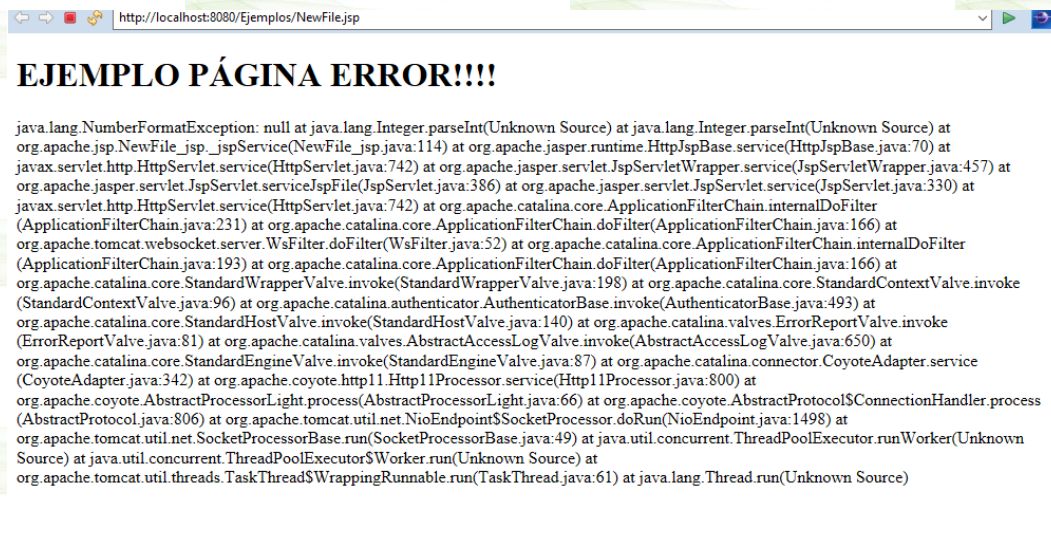 http://localhost:8080/Ejemplos/NewFile.jsp
EJEMPLO PÁGINA ERROR!!!!
java.lang.NumberFormatException: null at java.lang.Integer.parseInt(Unknown Source) at java.lang.Integer.parseInt(Unknown Source) at
org.apache.jsp.NewFile_jsp._jspService(NewFile_jsp.java:114) at org.apache.jasper.runtime.HttpJspBase.service(HttpJspBase.java:70) at
javax.servlet.http.HttpServlet.service(HttpServlet.java:742) at org.apache.jasper.servlet.JspServletWrapper.service(JspServletWrapper.java:457) at
org.apache.jasper.servlet.JspServlet.serviceJspFile(JspServlet.java:386) at org.apache.jasper.servlet.JspServlet.service(JspServlet.java:330) at
javax.servlet.http.HttpServlet.service(HttpServlet.java:742) at org.apache.catalina.core.ApplicationFilterChain.internalDoFilter
(ApplicationFilterChain.java:231) at org.apache.catalina.core.ApplicationFilterChain.doFilter(ApplicationFilterChain.java:166) at
org.apache.tomcat.websocket.server.WsFilter.doFilter(WsFilter.java:52) at org.apache.catalina.core.ApplicationFilterChain.internalDoFilter
(ApplicationFilterChain.java:193) at org.apache.catalina.core.ApplicationFilterChain.doFilter(ApplicationFilterChain.java:166) at
org.apache.catalina.core.StandardWrapperValve.invoke(StandardWrapperValve.java:198) at org.apache.catalina.core.StandardContextValve.invoke
(StandardContextValve.java:96) at org.apache.catalina.authenticator.AuthenticatorBase.invoke(AuthenticatorBase.java:493) at
org.apache.catalina.core.StandardHostValve.invoke(StandardHostValve.java:140) at org.apache.catalina.valves.ErrorReportValve.invoke
(ErrorReportValve.java:81) at org.apache.catalina.valves.AbstractAccessLogValve.invoke(AbstractAccessLogValve.java:650) at
org.apache.catalina.core.StandardEngineValve.invoke(StandardEngineValve.java:87) at org.apache.catalina.connector.CoyoteAdapter.service
(CoyoteAdapter.java:342) at org.apache.coyote.http11.Http11Processor.service(Http11Processor.java:800) at
org.apache.coyote.AbstractProcessorLight.process(AbstractProcessorLight.java:66) at org.apache.coyote.AbstractProtocol$ConnectionHandler.process
(AbstractProtocol.java:806) at org.apache.tomcat.util.net.NioEndpoint$SocketProcessor.doRun(NioEndpoint.java:1498) at
org.apache.tomcat.util.net.SocketProcessorBase.run(SocketProcessorBase.java:49) at java.util.concurrent.ThreadPoolExecutor.runWorker(Unknown
Source) at java.util.concurrent.ThreadPoolExecutor$Worker.run(Unknown Source) at
org.apache.tomcat.util.threads.TaskThread$WrappingRunnable.run(TaskThread.java:61) at java.lang.Thread.run(Unknown Source)